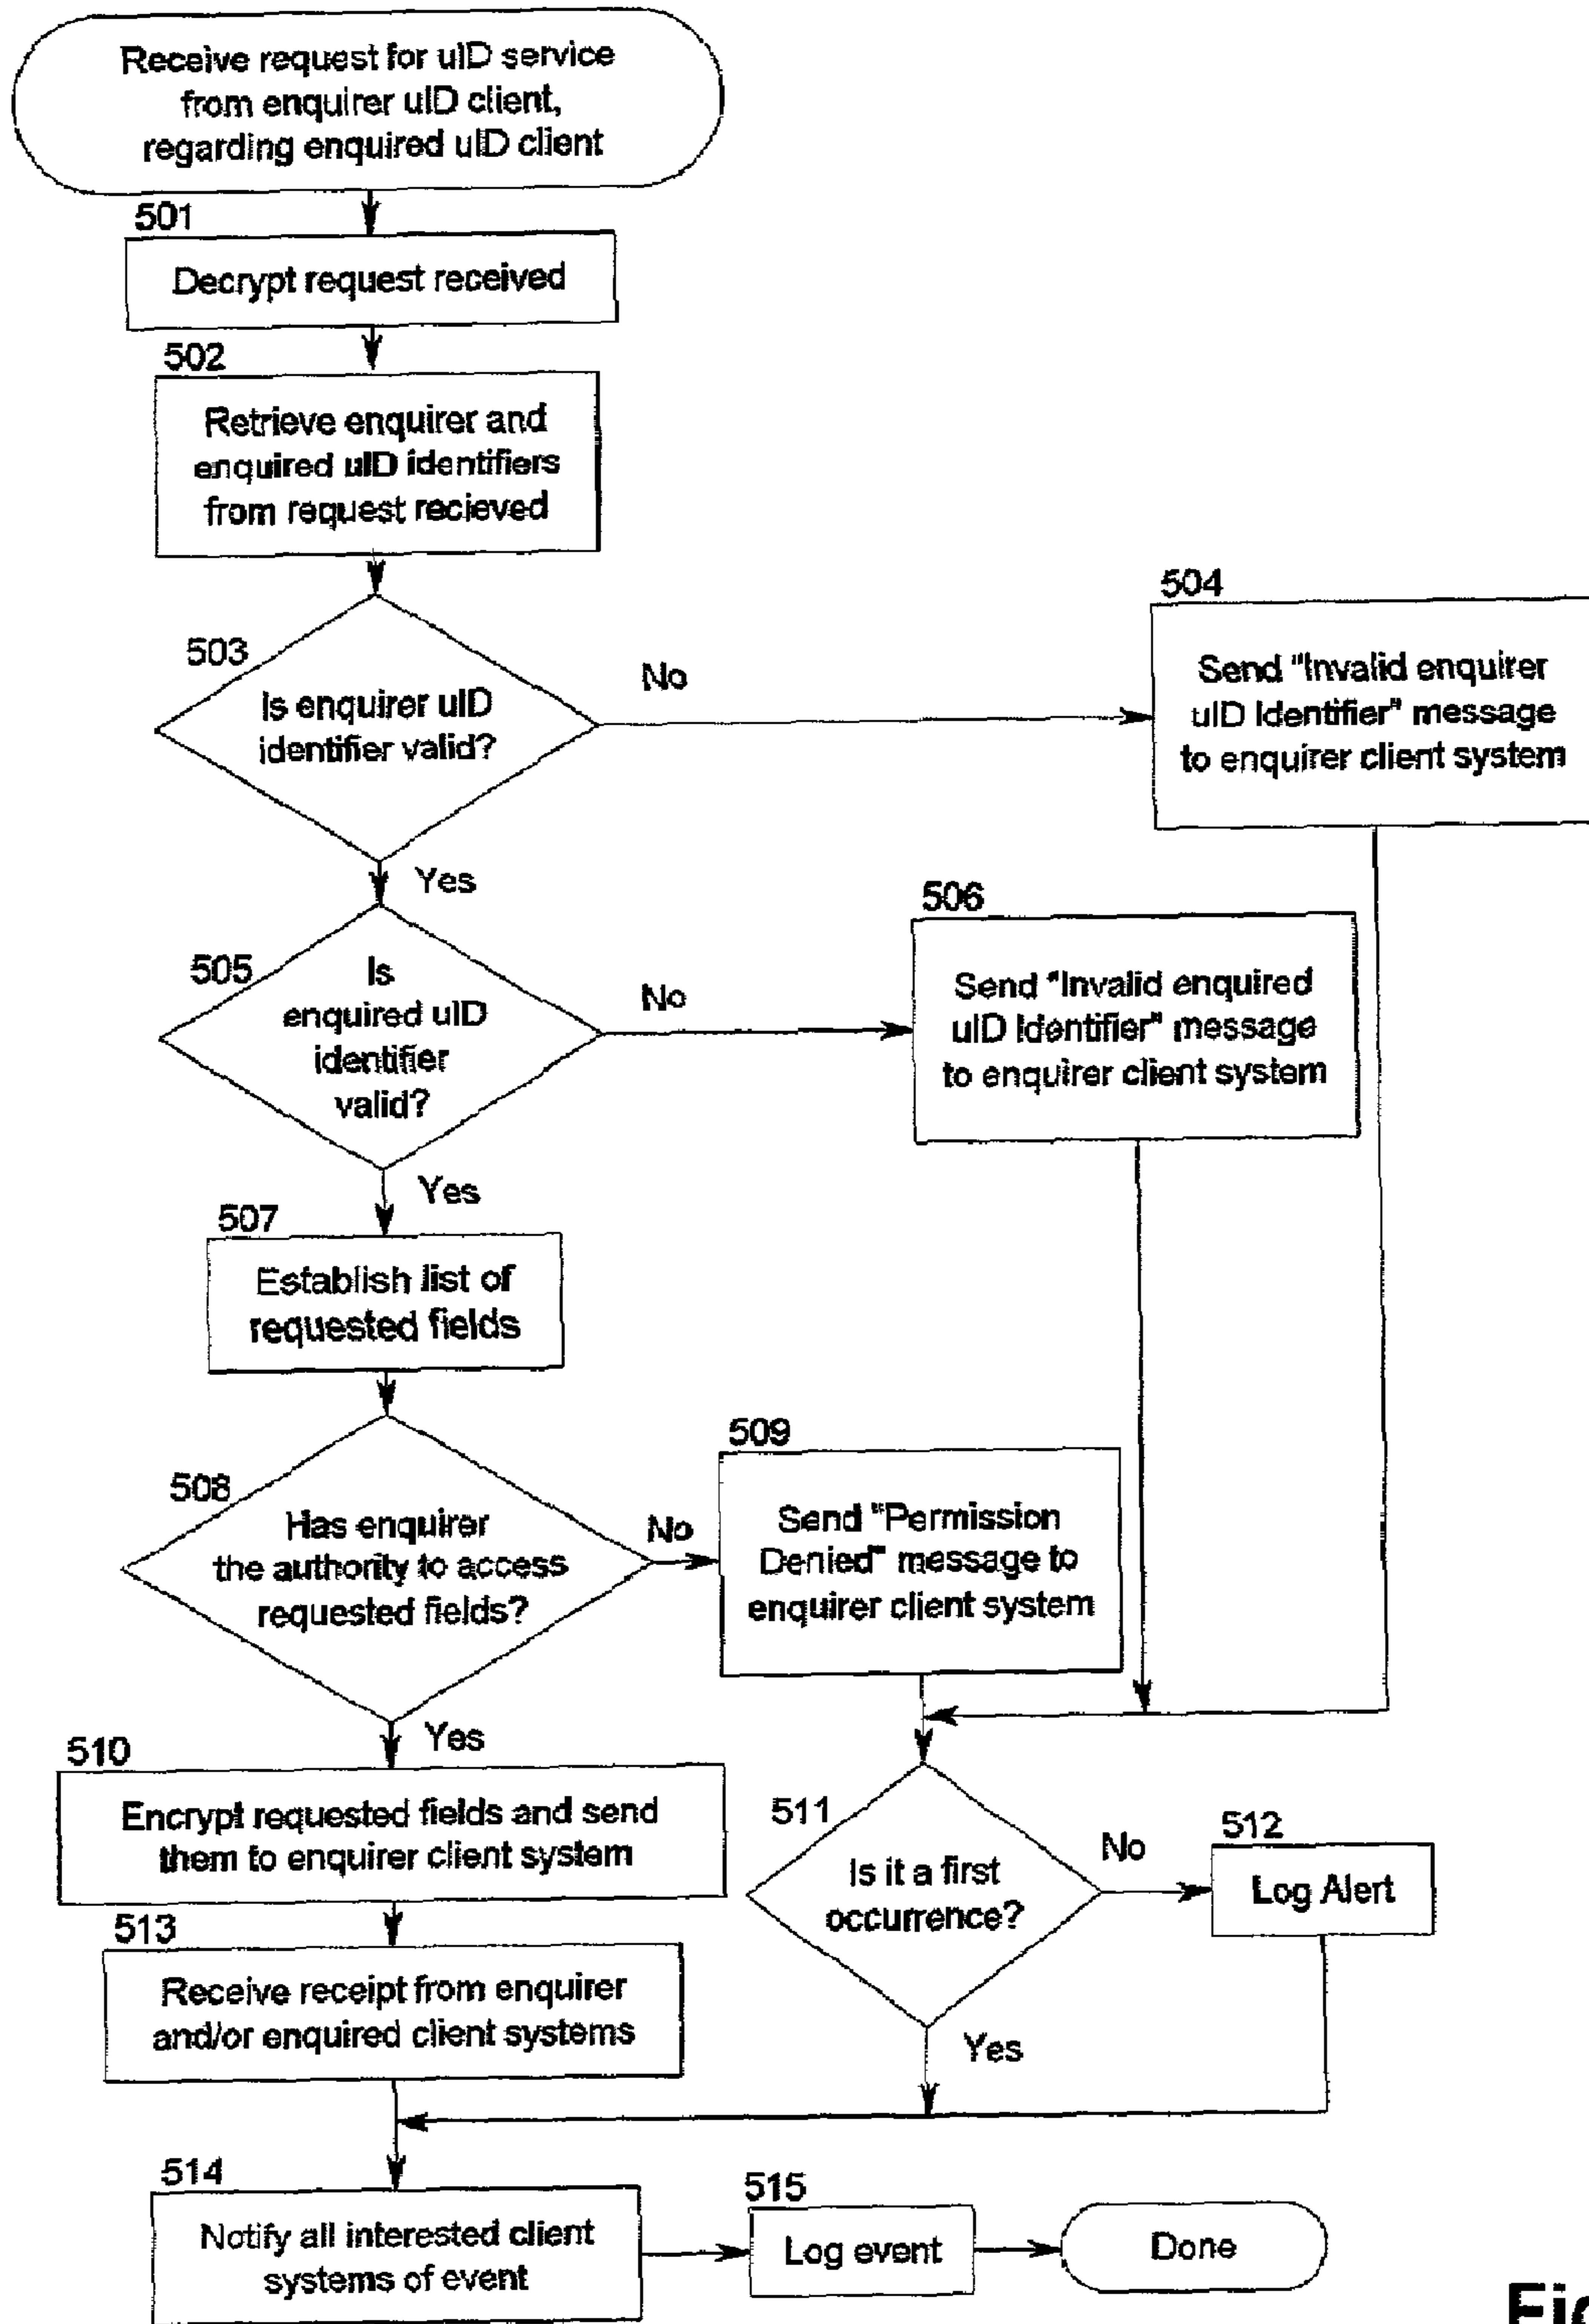 Receive request for uID service
from enquirer uID client,
regarding enquired uID client
501
Decrypt request received
502
Retrieve enquirer and
enquired uID identifiers
from request recieved
503
Is enquirer uID
identifier valid?
No
504
Send "Invalid enquirer
uID Identifier" message
to enquirer client system
Yes
505
Is
enquired uID
identifier
valid?
No
506
Send "Invalid enquired
uID Identifier" message
to enquirer client system
Yes
507
Establish list of
requested fields
508
Has enquirer
the authority to access
requested fields?
No
509
Send "Permission
Denied" message to
enquirer client system
Yes
510
Encrypt requested fields and send
them to enquirer client system
511
Is it a first
occurrence?
No
512
Log Alert
513
Receive receipt from enquirer
and/or enquired client systems
Yes
514
Notify all interested client
systems of event
515
Log event
Done